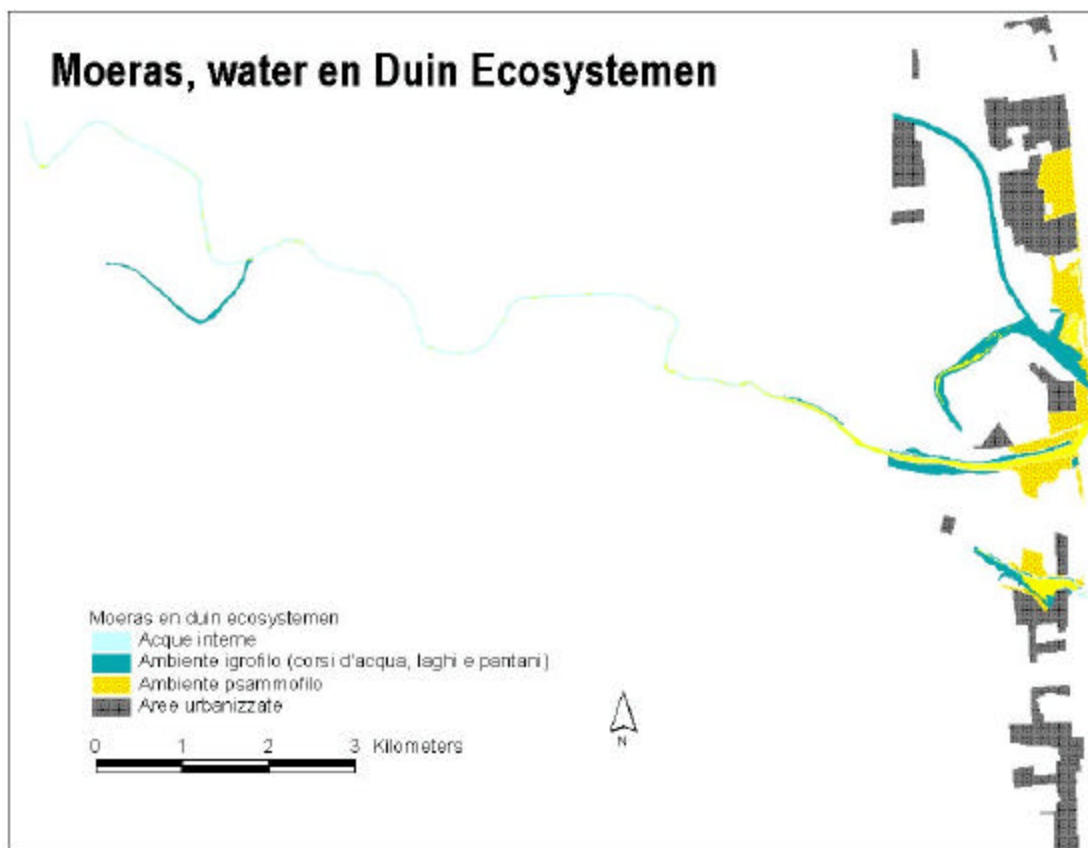 Moeras, water en Duin Ecosystemen
Moeras en duin ecosystemen
Acque interne
Ambiente igrofilo (corsi d'acqua, laghi e pantani)
Ambiente psammofilo
Aree urbanizzate
0 1 2 3 Kilometers
N